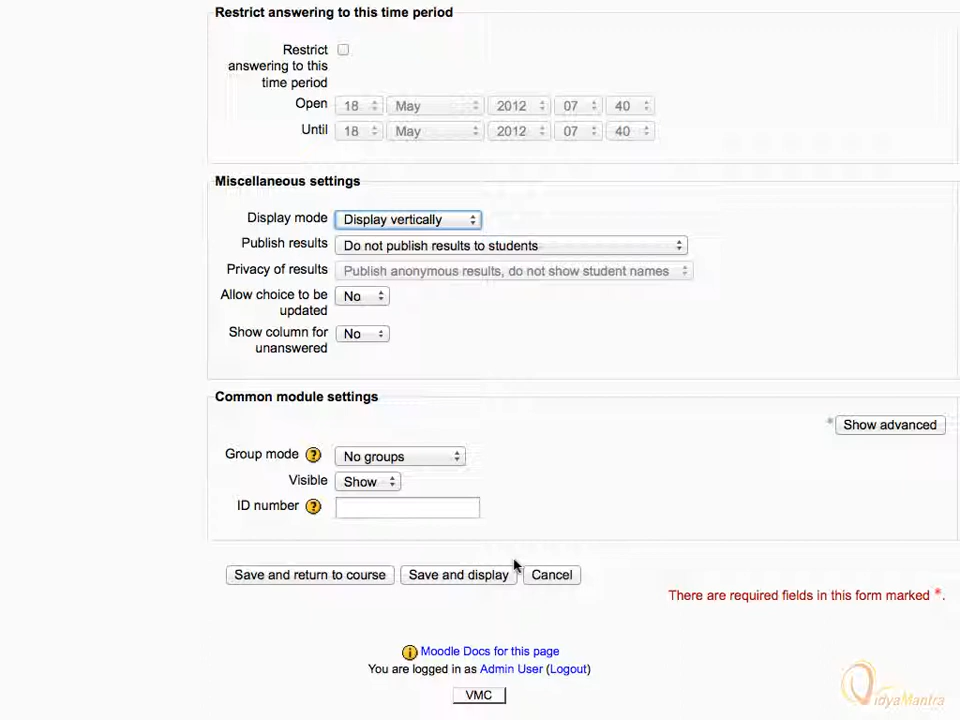 Restrict answering to this time period
Restrict
answering to this
time period
Open 18 May 2012 07 40
Until 18 May 2012 07 40
Miscellaneous settings
Display mode Display vertically
Publish results Do not publish results to students
Privacy of results Publish anonymous results, do not show student names
Allow choice to be
updated No
Show column for
unanswered No
Common module settings
* Show advanced
Group mode ? No groups
Visible Show
ID number ?
Save and return to course Save and display Cancel
There are required fields in this form marked *.
i Moodle Docs for this page
You are logged in as Admin User (Logout)
VMC
VidyaMantra